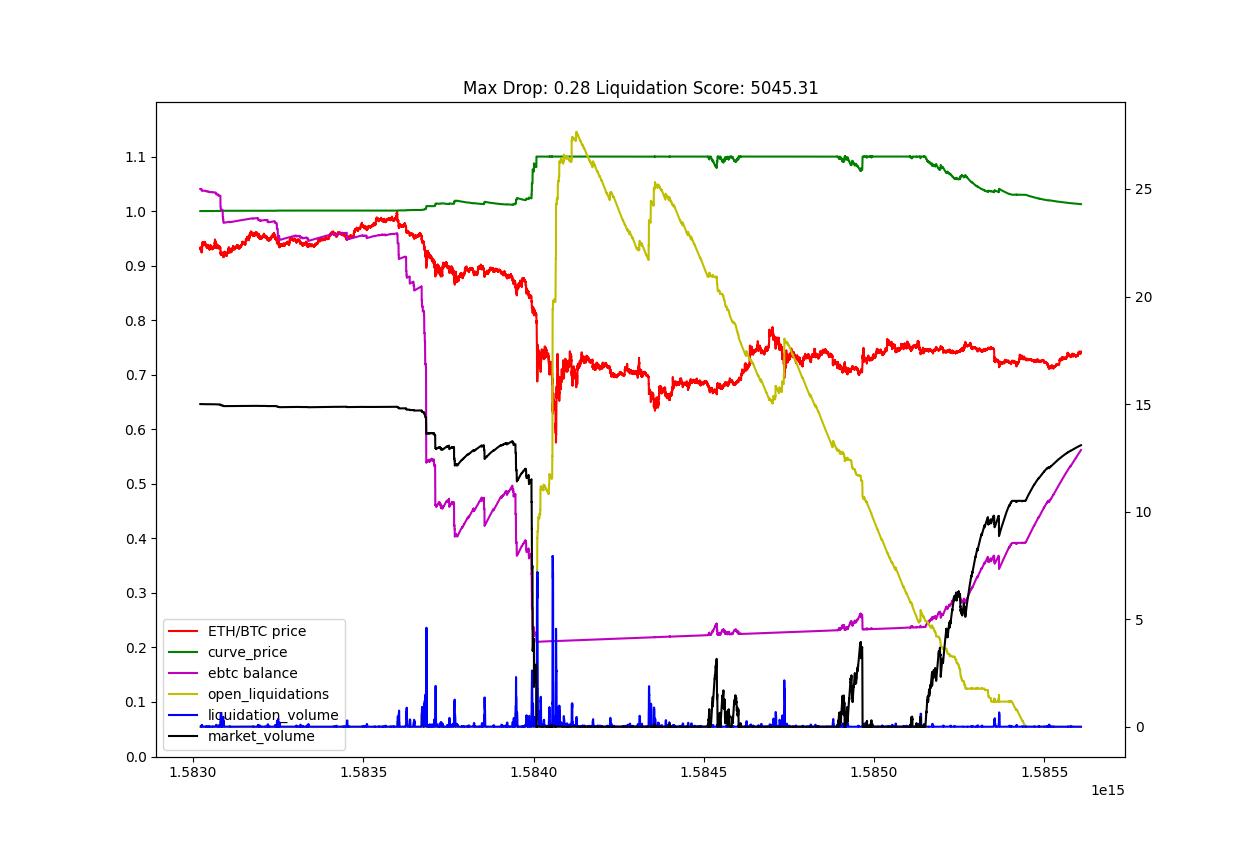 Max Drop: 0.28 Liquidation Score: 5045.31
1.1
1.0
0.9
0.8
0.7
0.6
0.5
0.4
0.3
0.2
0.1
0.0
25
20
15
10
5
0
ETH/BTC price
curve_price
ebtc balance
open_liquidations
liquidation_volume
market_volume
1.5830 1.5835 1.5840 1.5845 1.5850 1.5855
1e15